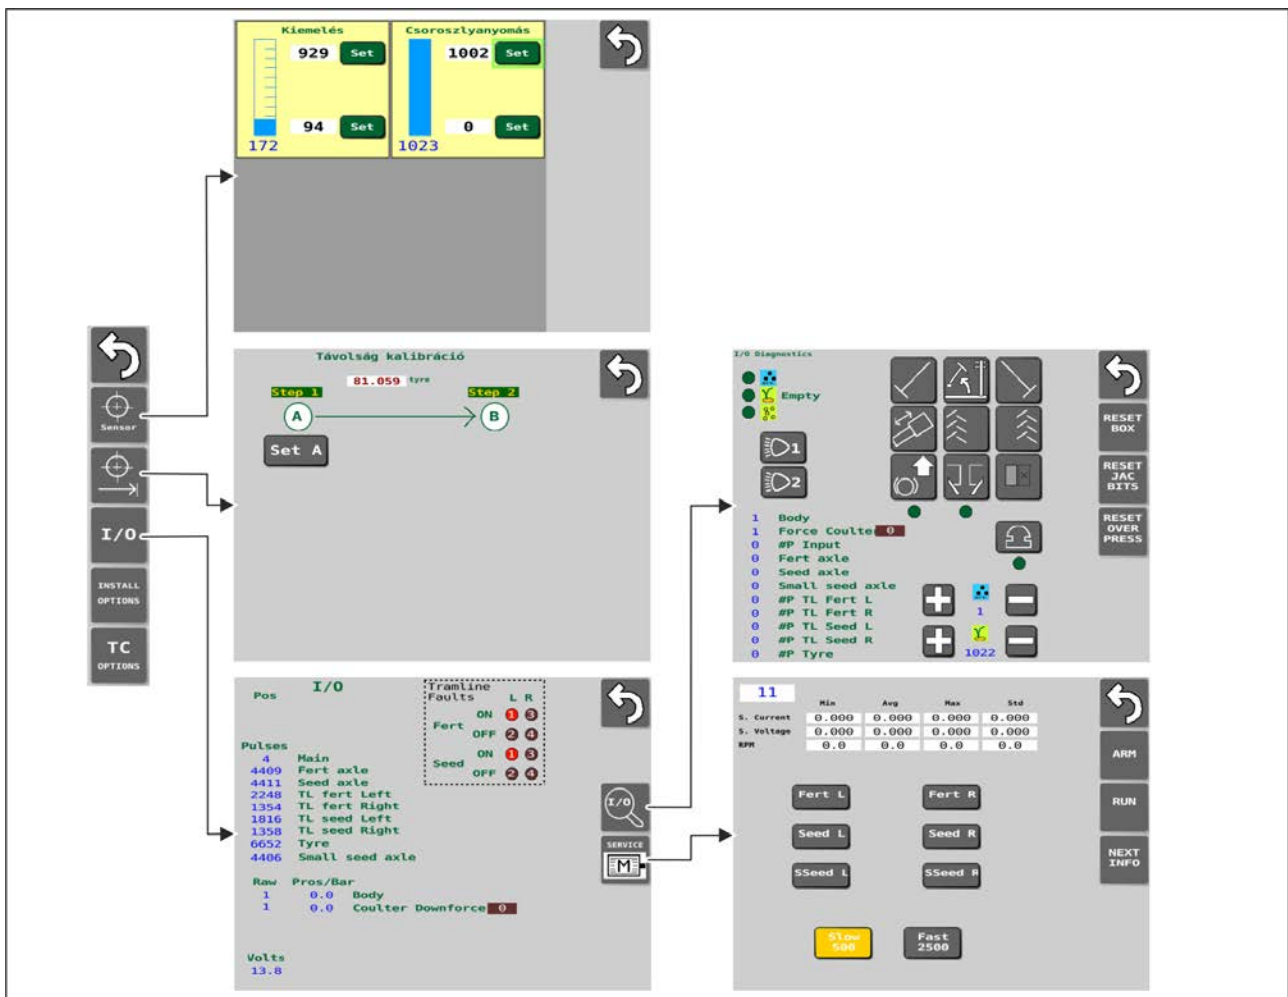 Kiemelés
929 Set
94 Set
172
Csoroszlyanyomás
1002 Set
0 Set
1023
Sensor
I/O
INSTALL
OPTIONS
TC
OPTIONS
Távolság kalibráció
81.059 tyre
Step 1 Step 2
A B
Set A
I/O Diagnostics
Empty
1
2
1 Body
1 Force Coulte 0
0 #P Input
0 Fert axle
0 Seed axle
0 Small seed axle
0 #P TL Fert L
0 #P TL Fert R
0 #P TL Seed L
0 #P TL Seed R
0 #P Tyre
1
1022
RESET
BOX
RESET
JAC
BITS
RESET
OVER
PRESS
I/O
Pos
Tramline
Faults L R
Fert ON 1 3
OFF 2 4
Seed ON 1 3
OFF 2 4
Pulses
4 Main
4409 Fert axle
4411 Seed axle
2248 TL fert Left
1354 TL fert Right
1816 TL seed Left
1358 TL seed Right
6652 Tyre
4406 Small seed axle
Raw Pros/Bar
1 0.0 Body
1 0.0 Coulter Downforce 0
Volts
13.8
I/O
SERVICE
M
11
Min Avg Max Std
S. Current 0.000 0.000 0.000 0.000
S. Voltage 0.000 0.000 0.000 0.000
RPM 0.0 0.0 0.0 0.0
Fert L Fert R
Seed L Seed R
SSeed L SSeed R
Slow
500
Fast
2500
ARM
RUN
NEXT
INFO